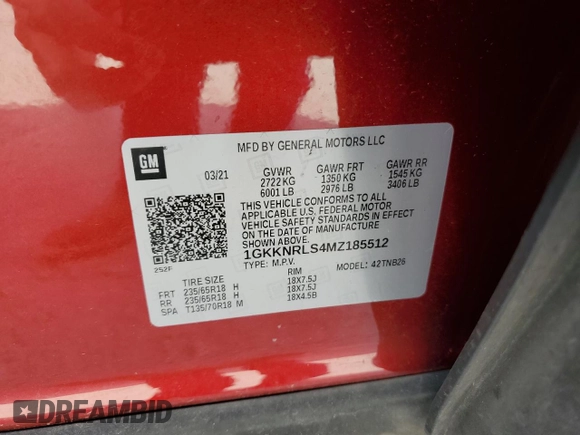 GM
MFD BY GENERAL MOTORS LLC
03/21 GVWR GAWR FRT GAWR RR
2722 KG 1350 KG 1545 KG
6001 LB 2976 LB 3406 LB
THIS VEHICLE CONFORMS TO ALL
APPLICABLE U.S. FEDERAL MOTOR
VEHICLE SAFETY STANDARDS IN EFFECT
ON THE DATE OF MANUFACTURE
SHOWN ABOVE.
1GKKNRLS4MZ185512
TYPE: M.P.V. MODEL: 42TNB26
252F
TIRE SIZE RIM
FRT 235/65R18 H 18X7.5J
RR 235/65R18 H 18X7.5J
SPA T135/70R18 M 18X4.5B
DREAMBID